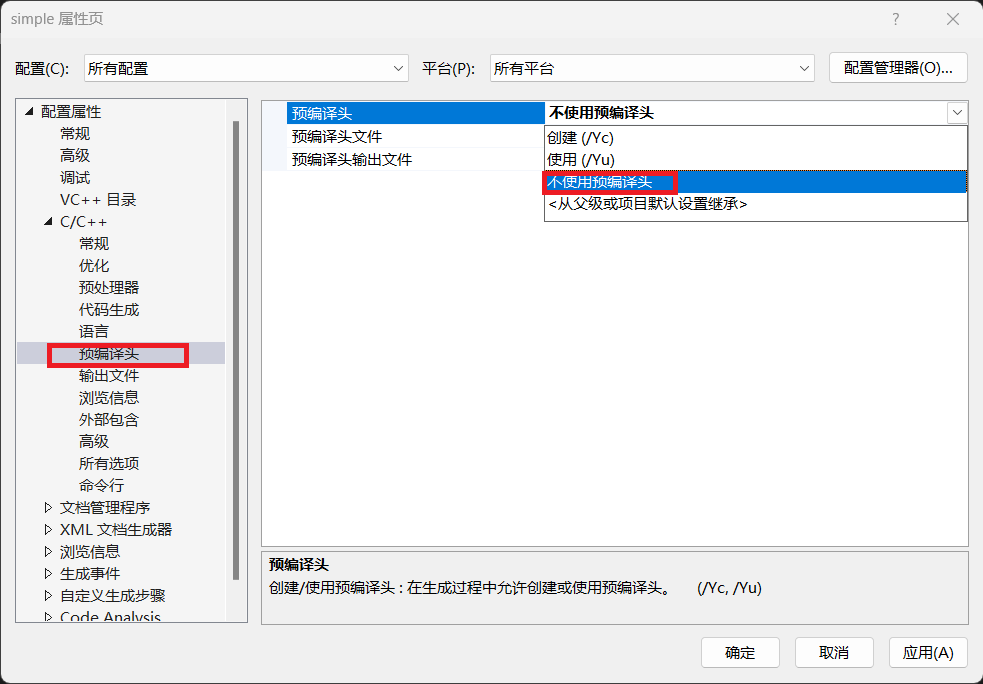 simple 属性页
配置(C): 所有配置 平台(P): 所有平台 配置管理器(O)...
配置属性
常规
高级
调试
VC++ 目录
C/C++
常规
优化
预处理器
代码生成
语言
预编译头
输出文件
浏览信息
外部包含
高级
所有选项
命令行
文档管理程序
XML 文档生成器
浏览信息
生成事件
自定义生成步骤
Code Analysis
预编译头 不使用预编译头
预编译头文件
预编译头输出文件
创建 (/Yc)
使用 (/Yu)
不使用预编译头
<从父级或项目默认设置继承>
预编译头
创建/使用预编译头 : 在生成过程中允许创建或使用预编译头。 (/Yc, /Yu)
确定 取消 应用(A)